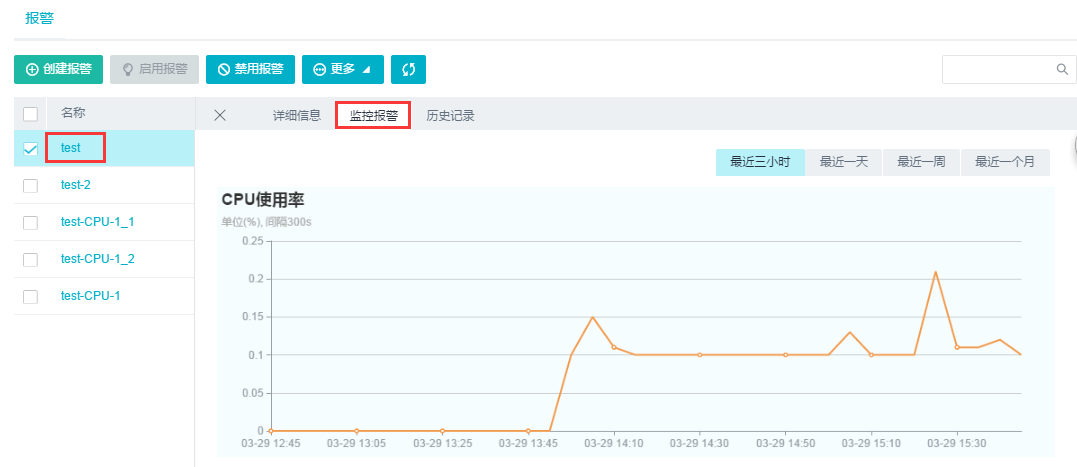 报警
创建报警 启用报警 禁用报警 更多
名称 详细信息 监控报警 历史记录
test
test-2
test-CPU-1_1
test-CPU-1_2
test-CPU-1
最近三小时 最近一天 最近一周 最近一个月
CPU使用率
单位(%), 间隔300s
0.25
0.2
0.15
0.1
0.05
0
03-29 12:45 03-29 13:05 03-29 13:25 03-29 13:45 03-29 14:10 03-29 14:30 03-29 14:50 03-29 15:10 03-29 15:30